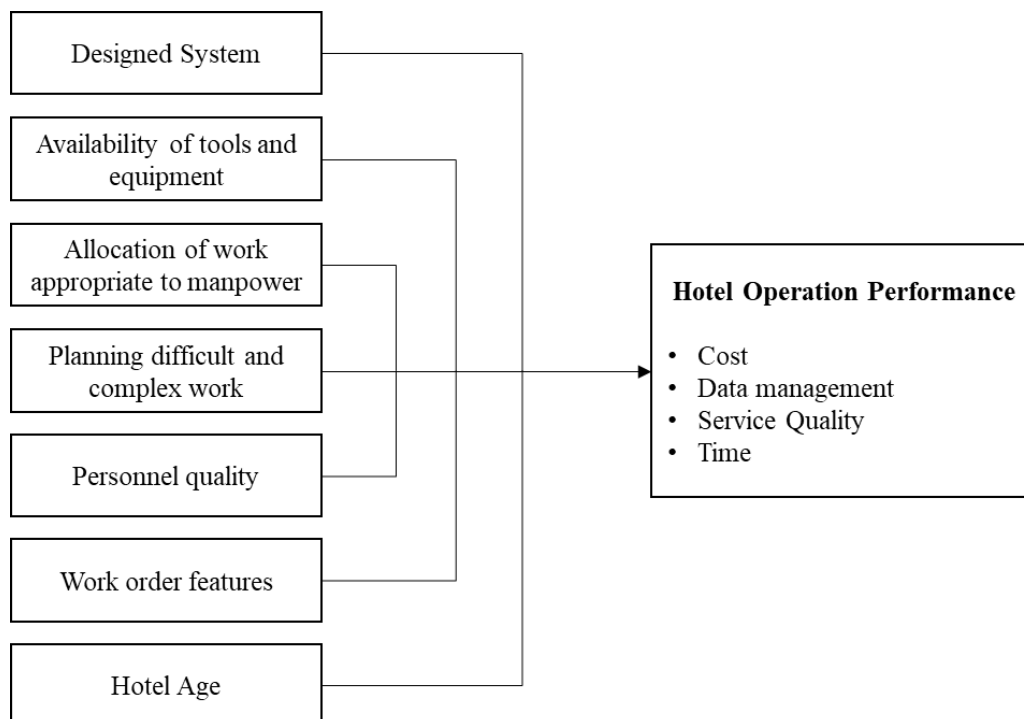 Designed System
Availability of tools and
equipment
Allocation of work
appropriate to manpower
Planning difficult and
complex work
Personnel quality
Work order features
Hotel Age
Hotel Operation Performance
• Cost
• Data management
• Service Quality
• Time